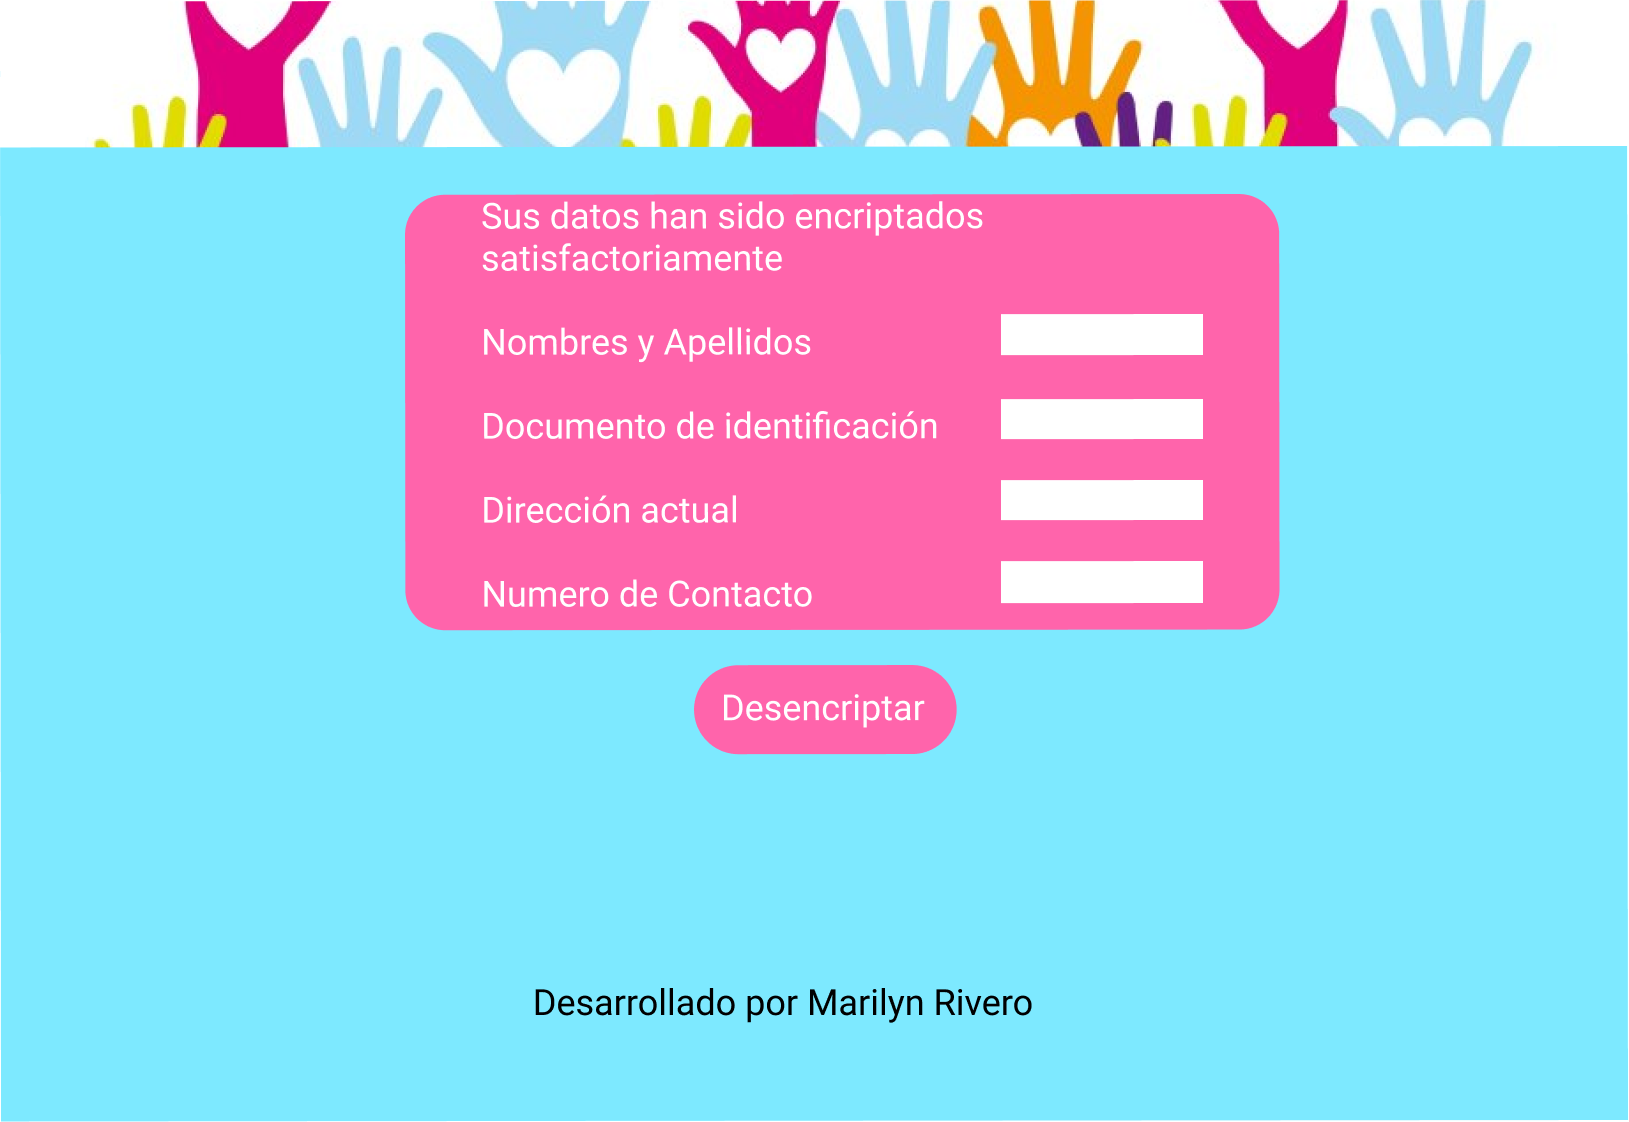 Sus datos han sido encriptados
satisfactoriamente
Nombres y Apellidos
Documento de identificación
Dirección actual
Numero de Contacto
Desencriptar
Desarrollado por Marilyn Rivero